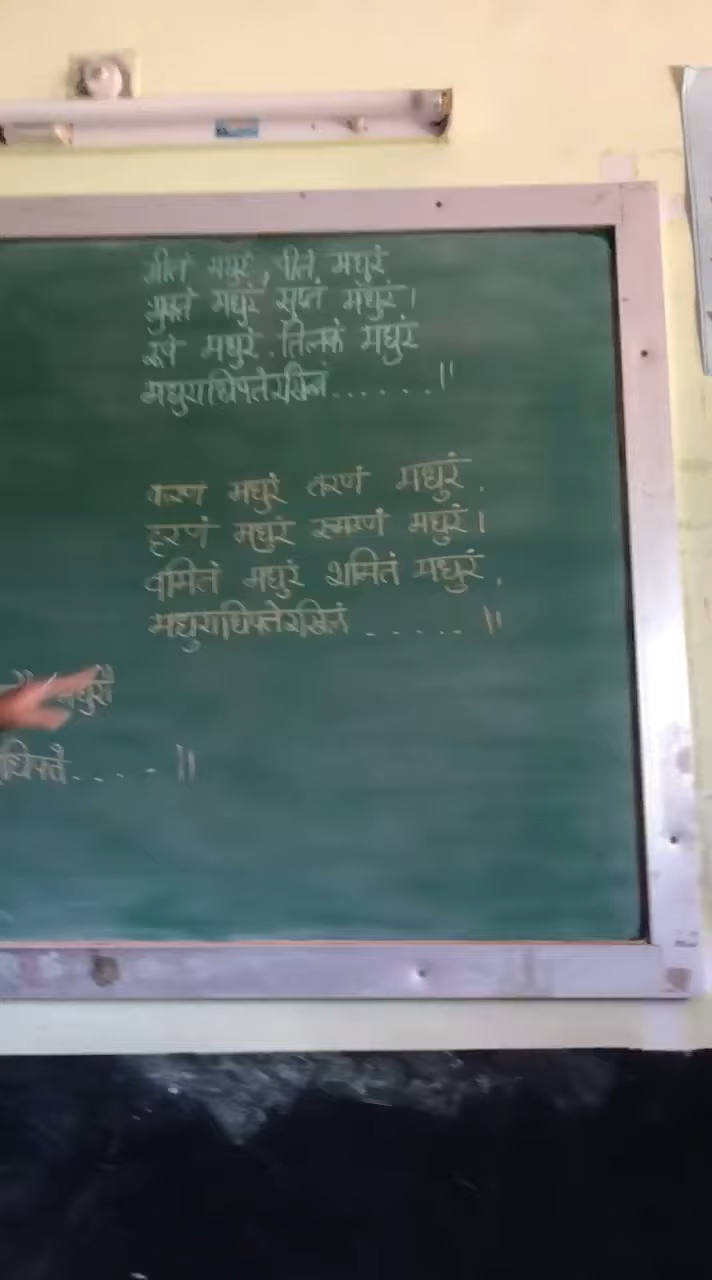 गीतं मधुरं, पीतं मधुरं
भुक्तं मधुरं सुप्तं मधुरं।
रूपं मधुरं. तिलकं मधुरं
मधुराधिपतेरखिलं.......॥
करणं मधुरं तरणं मधुरं.
हरणं मधुरं स्मरणं मधुरं।
वमितं मधुरं शमितं मधुरं.
मधुराधिपतेरखिलं ......॥
धिपते.....॥